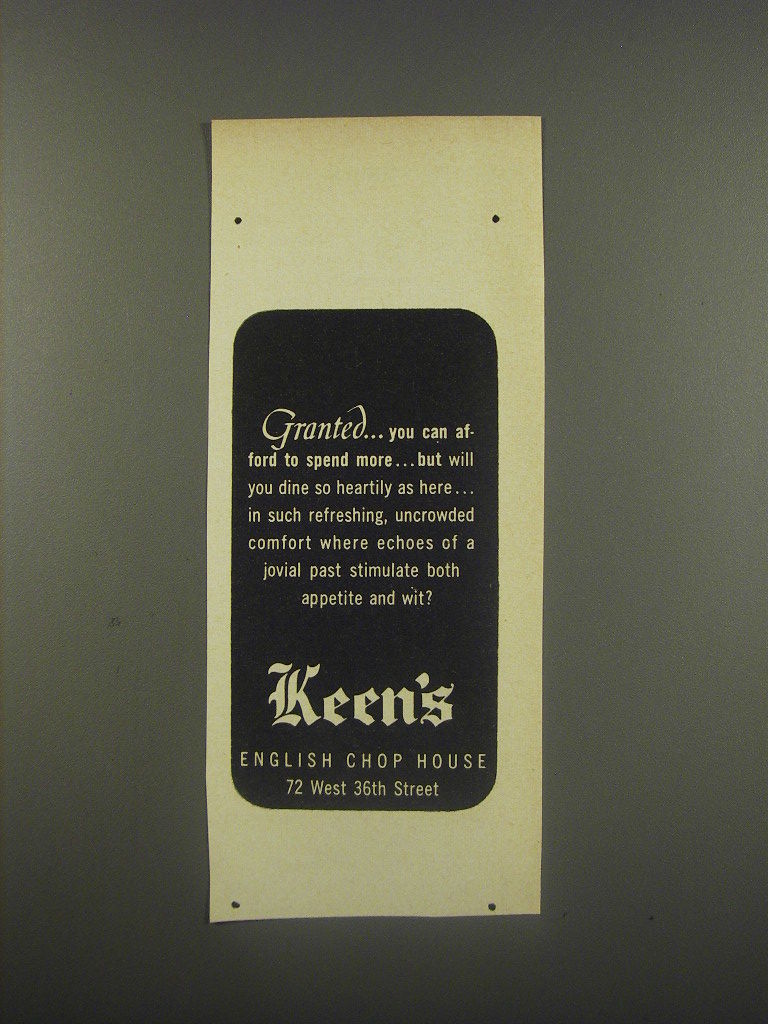 Granted... you can af-
ford to spend more...but will
you dine so heartily as here...
in such refreshing, uncrowded
comfort where echoes of a
jovial past stimulate both
appetite and wit?
Keen's
ENGLISH CHOP HOUSE
72 West 36th Street